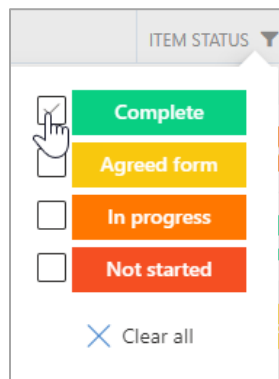 ITEM STATUS
Complete
Agreed form
In progress
Not started
Clear all